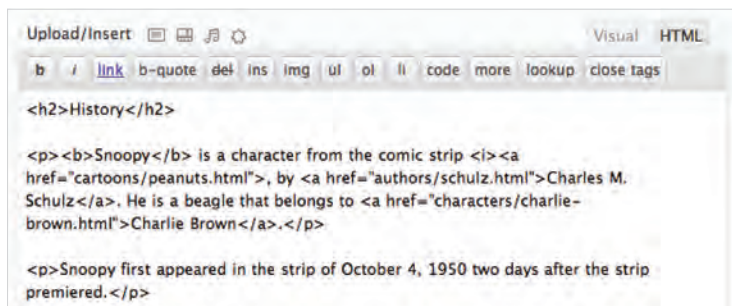 Upload/Insert Visual HTML
b i link b-quote del ins img ul ol li code more lookup close tags
<h2>History</h2>
<p><b>Snoopy</b> is a character from the comic strip <i><a
href="cartoons/peanuts.html">, by <a href="authors/schulz.html">Charles M.
Schulz</a>. He is a beagle that belongs to <a href="characters/charlie-
brown.html">Charlie Brown</a>.</p>
<p>Snoopy first appeared in the strip of October 4, 1950 two days after the strip
premiered.</p>